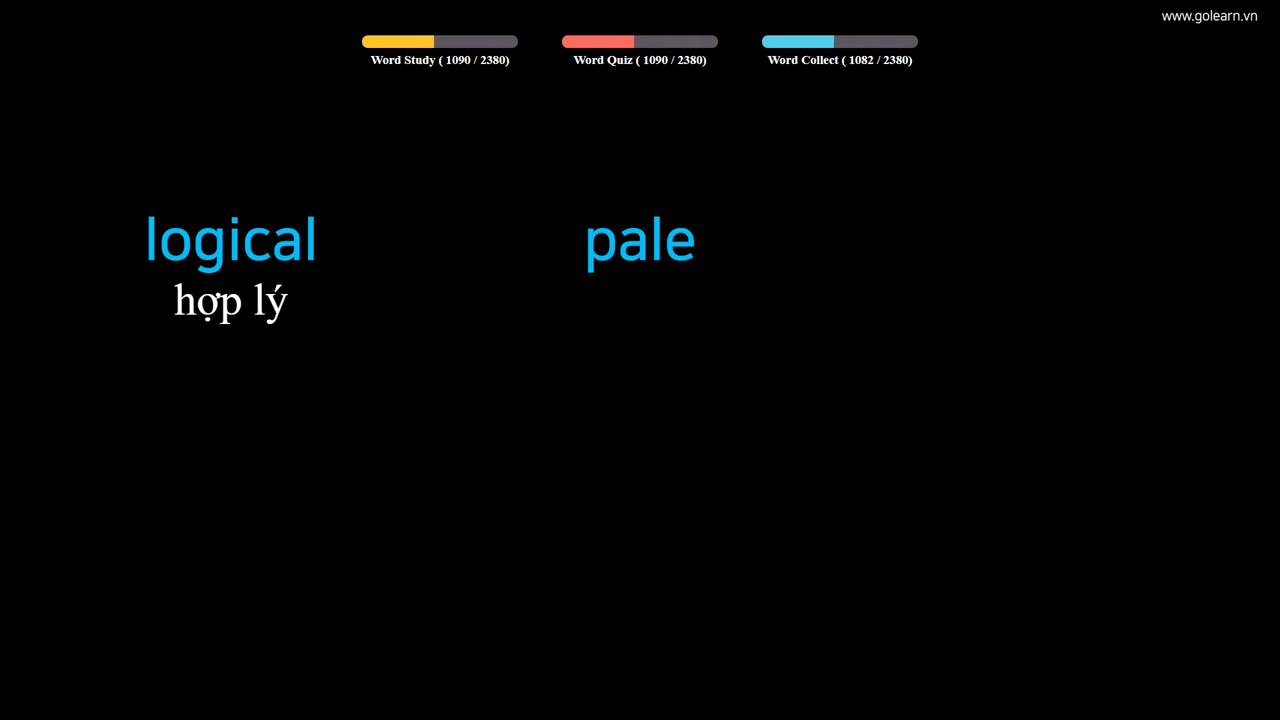 www.golearn.vn
Word Study ( 1090 / 2380)
Word Quiz ( 1090 / 2380)
Word Collect ( 1082 / 2380)
logical
hợp lý
pale